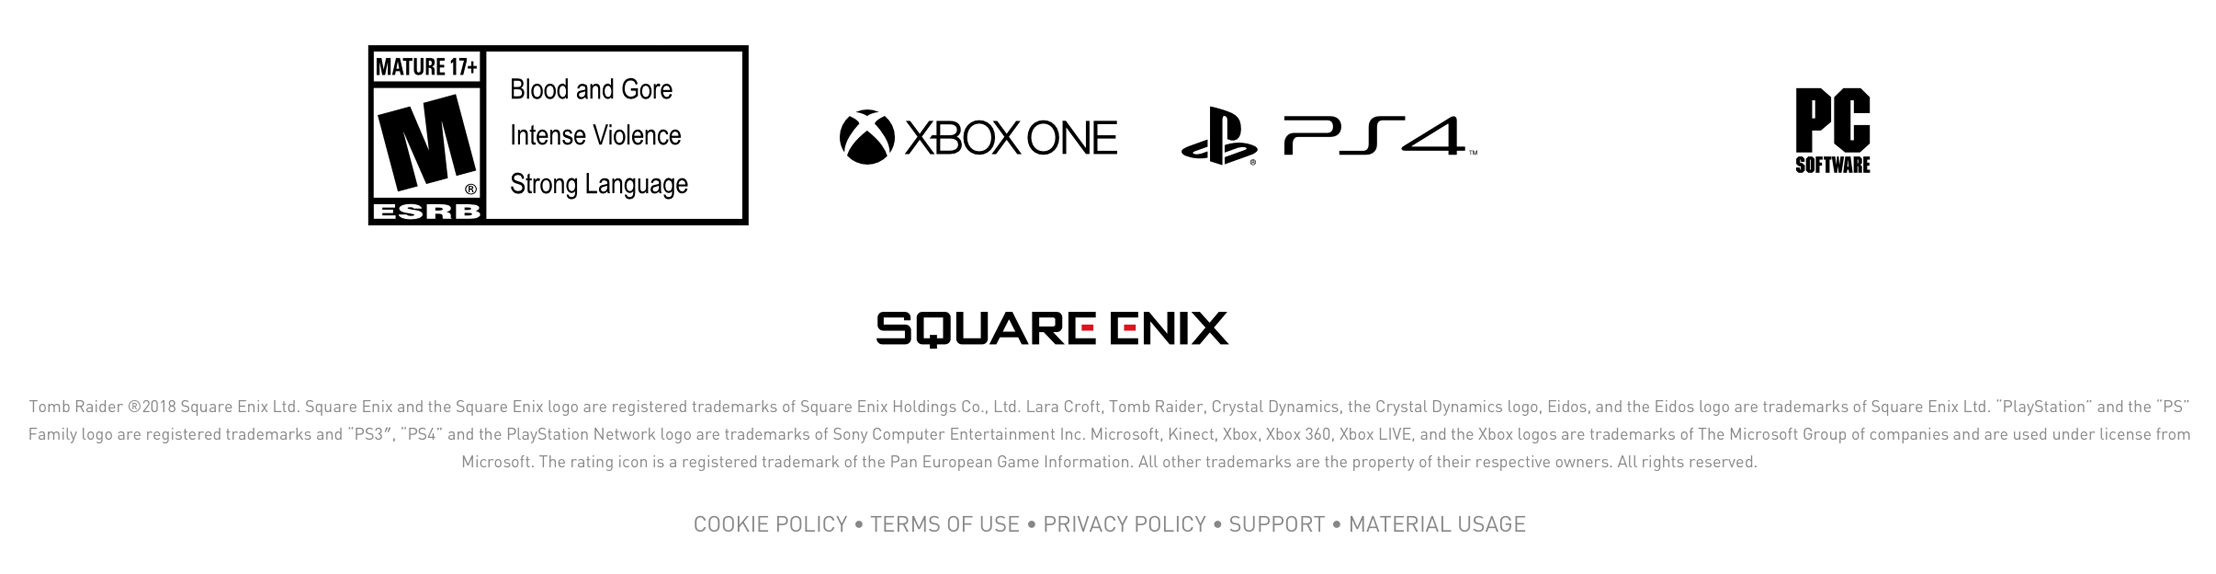 MATURE 17+
M®
ESRB
Blood and Gore
Intense Violence
Strong Language
XBOX ONE
® PS4™
PC
SOFTWARE
SQUARE ENIX
Tomb Raider ®2018 Square Enix Ltd. Square Enix and the Square Enix logo are registered trademarks of Square Enix Holdings Co., Ltd. Lara Croft, Tomb Raider, Crystal Dynamics, the Crystal Dynamics logo, Eidos, and the Eidos logo are trademarks of Square Enix Ltd. “PlayStation” and the “PS”
Family logo are registered trademarks and “PS3″, “PS4” and the PlayStation Network logo are trademarks of Sony Computer Entertainment Inc. Microsoft, Kinect, Xbox, Xbox 360, Xbox LIVE, and the Xbox logos are trademarks of The Microsoft Group of companies and are used under license from
Microsoft. The rating icon is a registered trademark of the Pan European Game Information. All other trademarks are the property of their respective owners. All rights reserved.
COOKIE POLICY • TERMS OF USE • PRIVACY POLICY • SUPPORT • MATERIAL USAGE